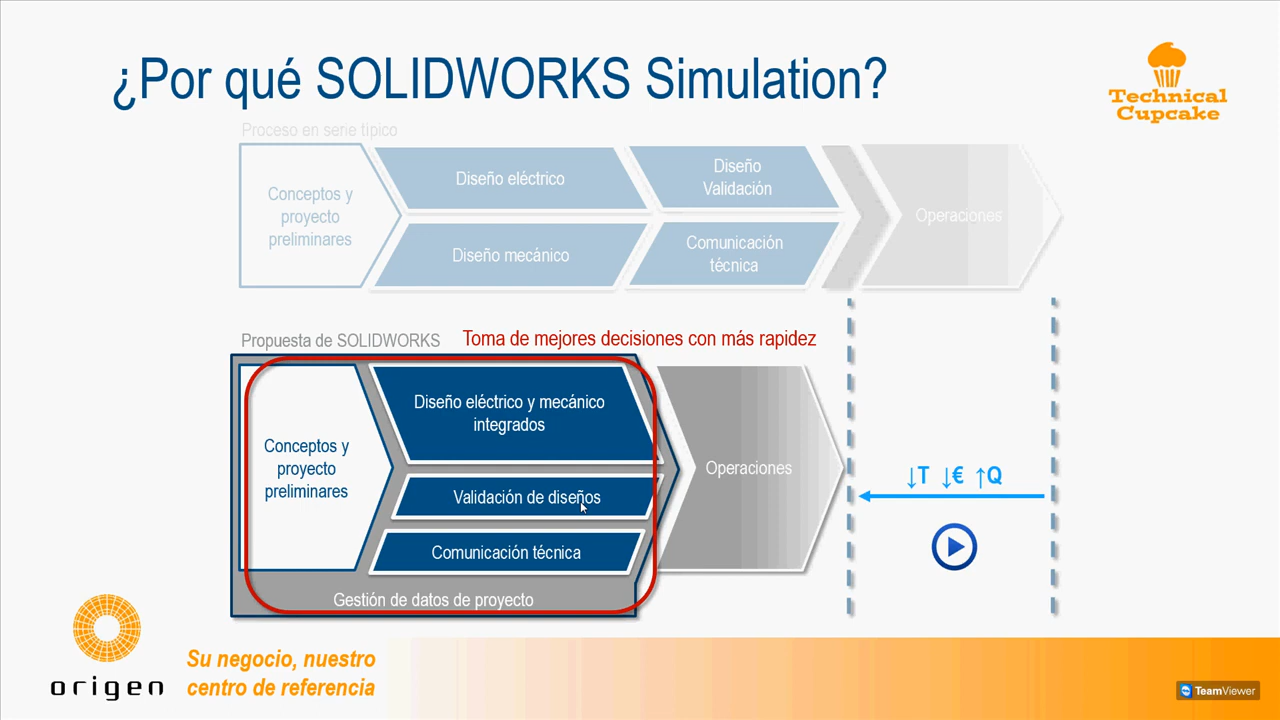 ¿Por qué SOLIDWORKS Simulation?
Technical
Cupcake
Proceso en serie típico
Conceptos y
proyecto
preliminares
Diseño eléctrico
Diseño mecánico
Diseño
Validación
Comunicación
técnica
Operaciones
Propuesta de SOLIDWORKS
Toma de mejores decisiones con más rapidez
Conceptos y
proyecto
preliminares
Diseño eléctrico y mecánico
integrados
Validación de diseños
Comunicación técnica
Gestión de datos de proyecto
Operaciones
↓T ↓€ ↑Q
origen
Su negocio, nuestro
centro de referencia
TeamViewer